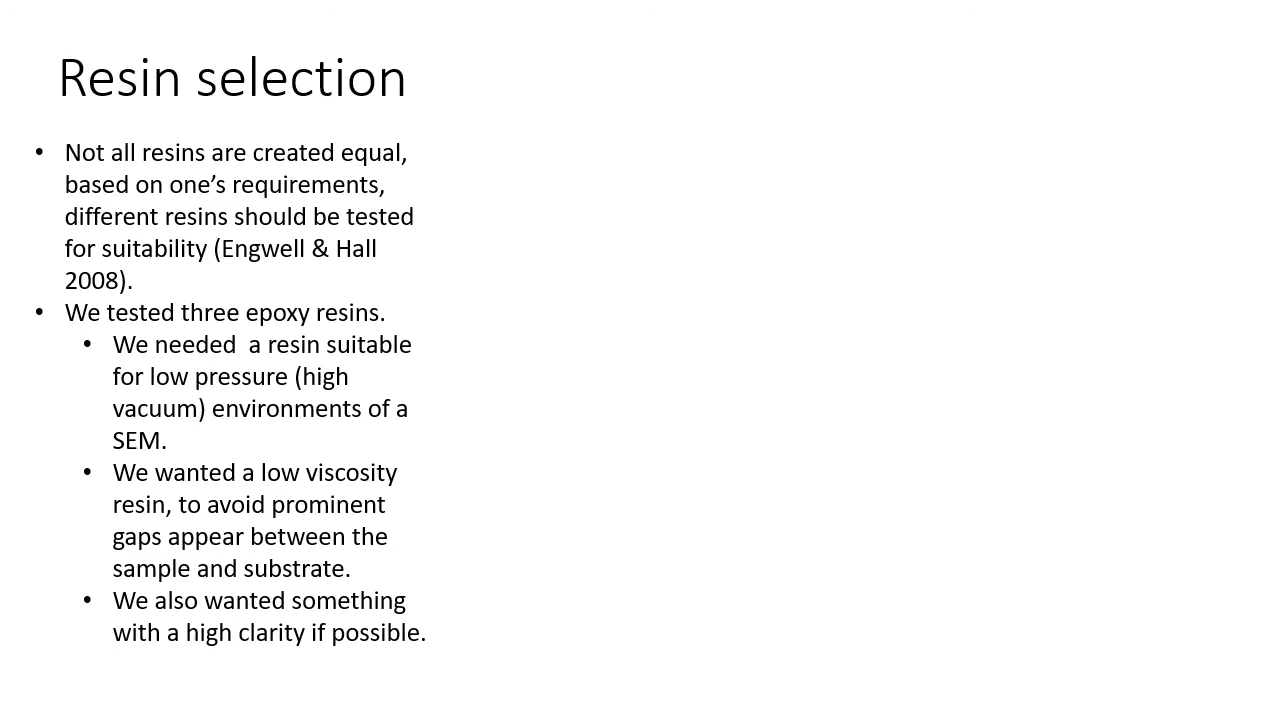 Resin selection
• Not all resins are created equal,
based on one’s requirements,
different resins should be tested
for suitability (Engwell & Hall
2008).
• We tested three epoxy resins.
• We needed  a resin suitable
for low pressure (high
vacuum) environments of a
SEM.
• We wanted a low viscosity
resin, to avoid prominent
gaps appear between the
sample and substrate.
• We also wanted something
with a high clarity if possible.